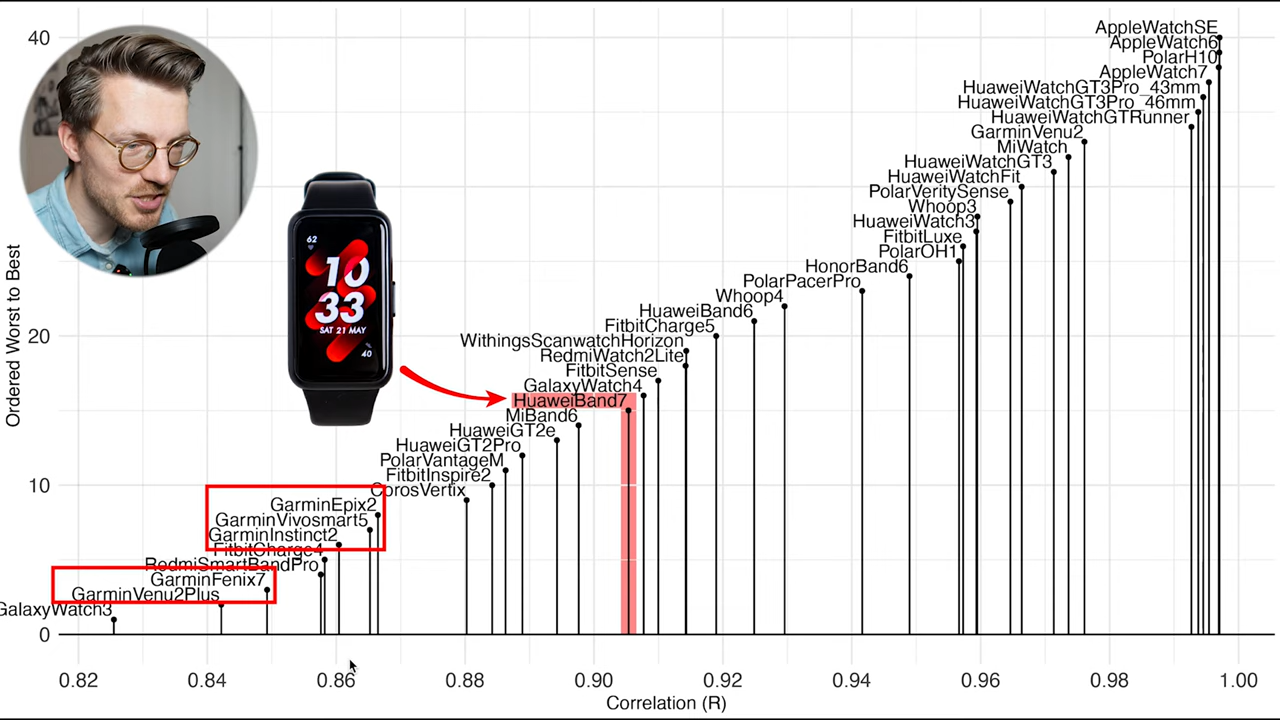 40
AppleWatchSE
AppleWatch6
PolarH10
AppleWatch7
HuaweiWatchGT3Pro_43mm
HuaweiWatchGT3Pro_46mm
HuaweiWatchGTRunner
GarminVenu2
MiWatch
HuaweiWatchGT3
HuaweiWatchFit
PolarVeritySense
Whoop3
HuaweiWatch3
FitbitLuxe
PolarOH1
HonorBand6
PolarPacerPro
Whoop4
HuaweiBand6
FitbitCharge5
20
WithingsScanwatchHorizon
RedmiWatch2Lite
FitbitSense
GalaxyWatch4
HuaweiBand7
MiBand6
HuaweiGT2e
HuaweiGT2Pro
PolarVantageM
FitbitInspire2
10
CorosVertix
GarminEpix2
GarminVivosmart5
GarminInstinct2
FitbitCharge4
RedmiSmartBandPro
GarminFenix7
GarminVenu2Plus
GalaxyWatch3
0
62
10
33
SAT 21 MAY
40
Ordered Worst to Best
0.82 0.84 0.86 0.88 0.90 0.92 0.94 0.96 0.98 1.00
Correlation (R)